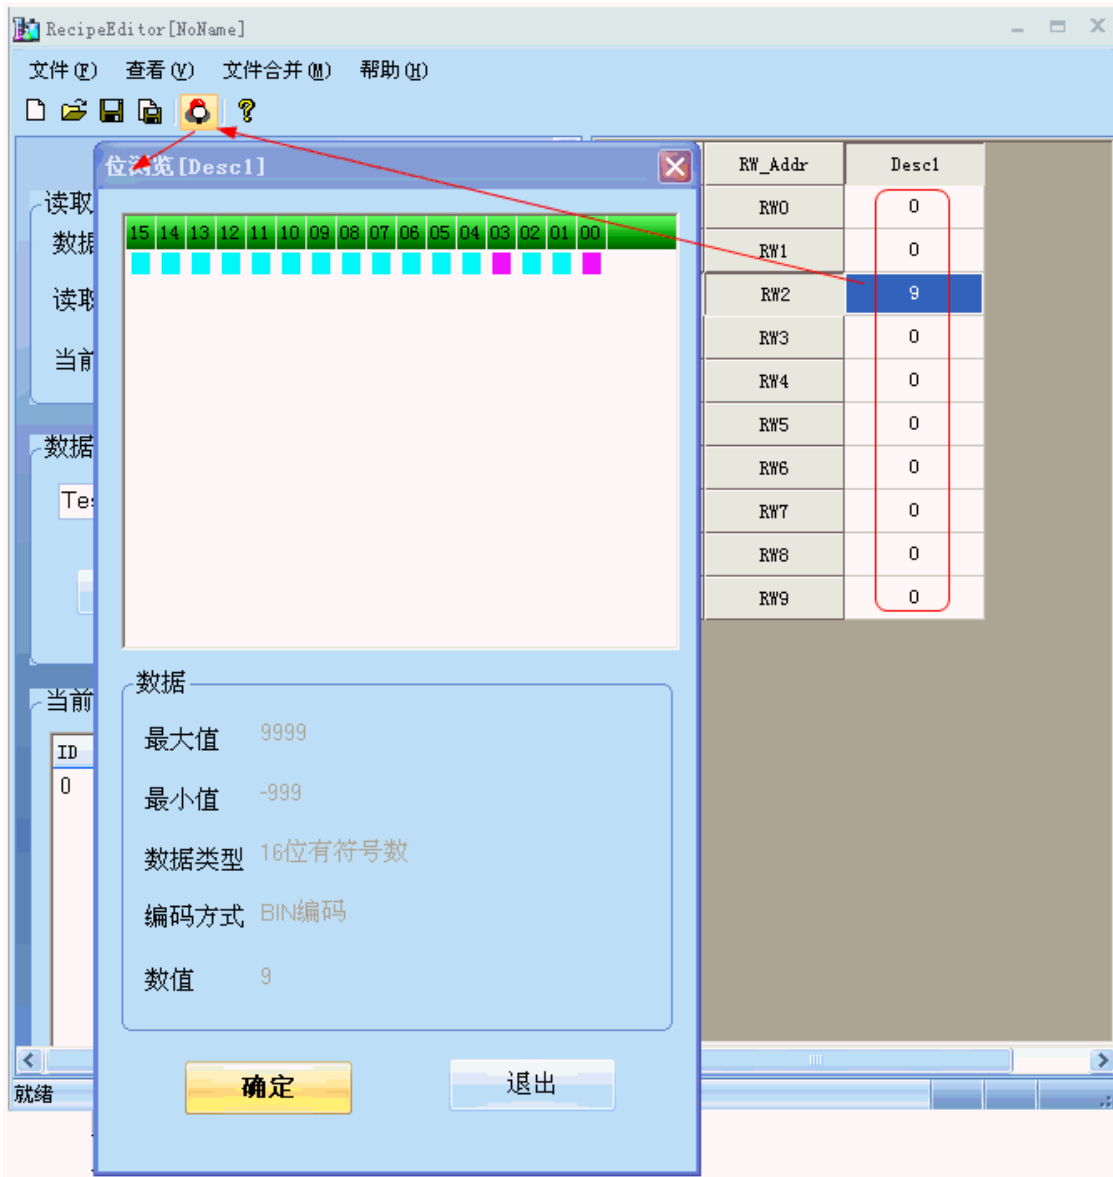 RecipeEditor[NoName]
文件(F) 查看(V) 文件合并(M) 帮助(H)
位浏览[Desc1]
15 14 13 12 11 10 09 08 07 06 05 04 03 02 01 00
读取
数据
读取
当前
数据
Te
当前
ID
0
RW_Addr Desc1
RW0 0
RW1 0
RW2 9
RW3 0
RW4 0
RW5 0
RW6 0
RW7 0
RW8 0
RW9 0
数据
最大值 9999
最小值 -999
数据类型 16位有符号数
编码方式 BIN编码
数值 9
确定 退出
就绪